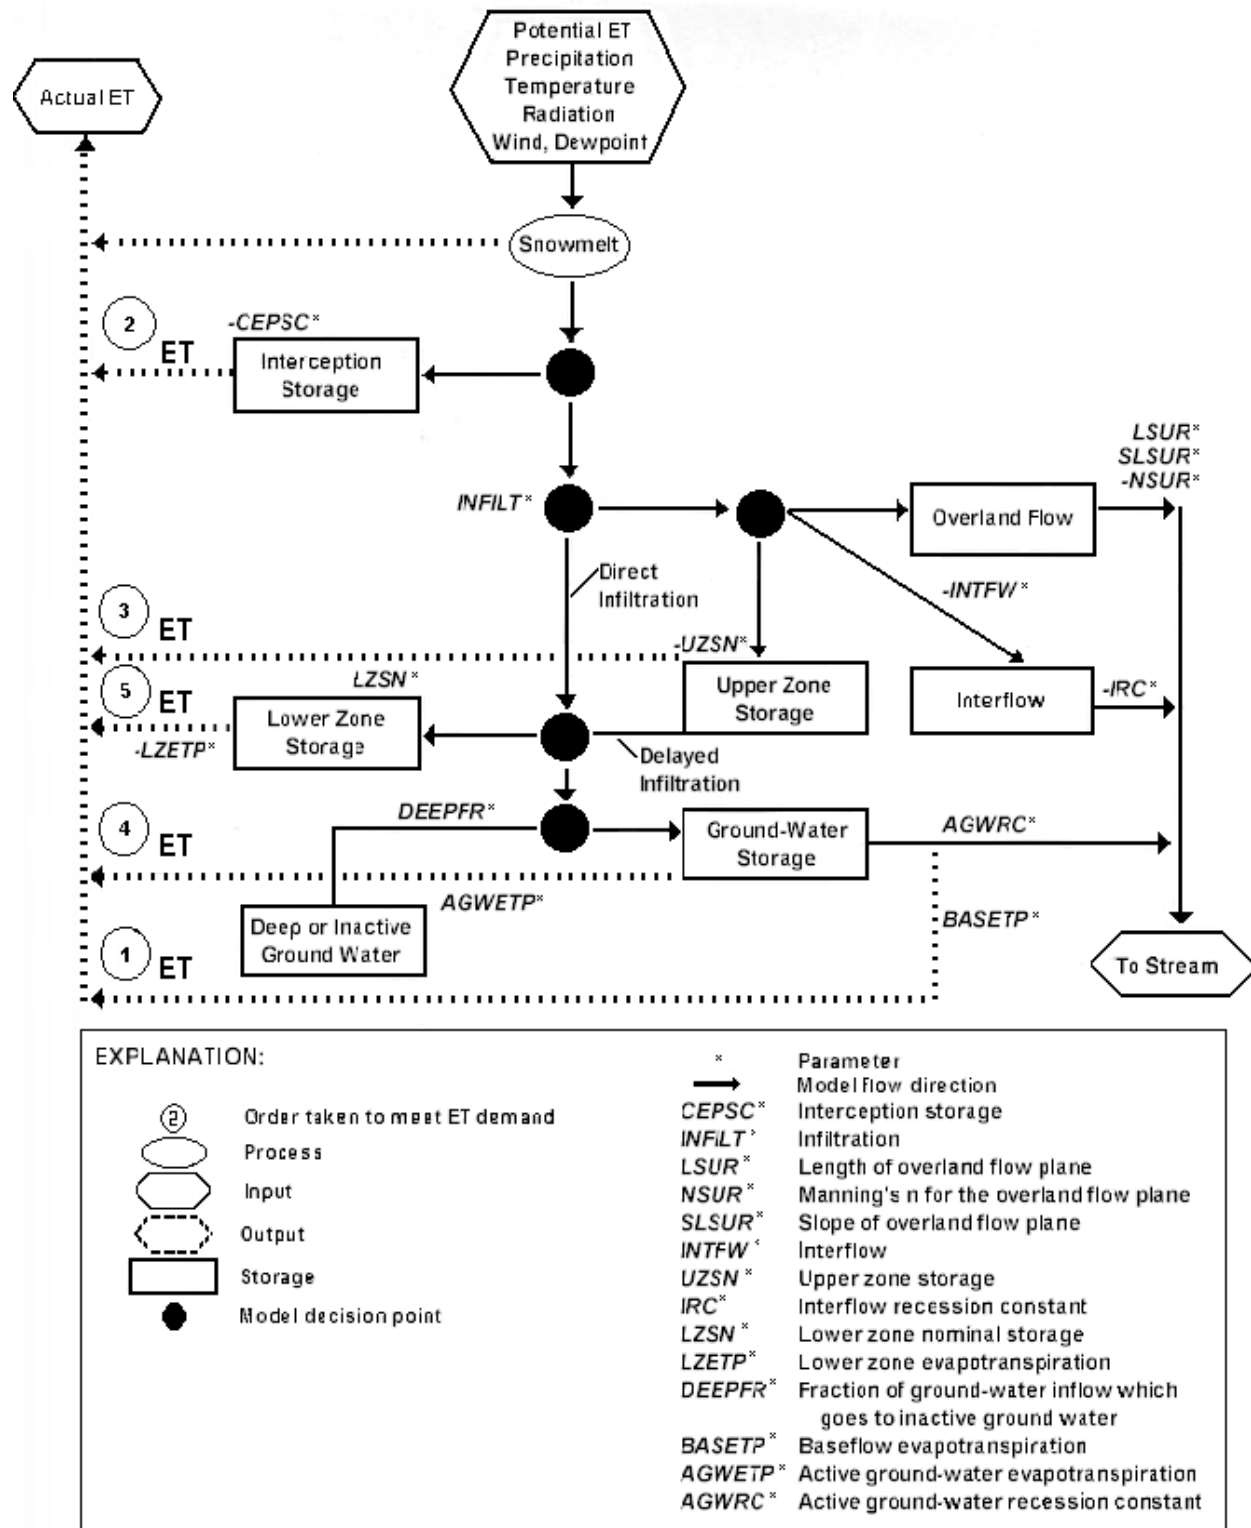 Potential ET
Precipitation
Temperature
Radiation
Wind, Dewpoint
Actual ET
Snowmelt
2
ET
-CEPSC*
Interception
Storage
LSUR*
SLSUR*
-NSUR*
INFILT*
Overland Flow
Direct
Infiltration
-INTFW*
3
ET
-UZSN*
5
ET
LZSN*
Upper Zone
Storage
Interflow
-IRC*
Lower Zone
Storage
-LZETP*
Delayed
Infiltration
4
ET
DEEPFR*
Ground-Water
Storage
AGWRC*
AGWETP*
BASETP*
1
ET
Deep or Inactive
Ground Water
To Stream
EXPLANATION:
2 Order taken to meet ET demand
Process
Input
Output
Storage
Model decision point
* Parameter
Model flow direction
CEPSC* Interception storage
INFILT* Infiltration
LSUR* Length of overland flow plane
NSUR* Manning's n for the overland flow plane
SLSUR* Slope of overland flow plane
INTFW* Interflow
UZSN* Upper zone storage
IRC* Interflow recession constant
LZSN* Lower zone nominal storage
LZETP* Lower zone evapotranspiration
DEEPFR* Fraction of ground-water inflow which
goes to inactive ground water
BASETP* Baseflow evapotranspiration
AGWETP* Active ground-water evapotranspiration
AGWRC* Active ground-water recession constant